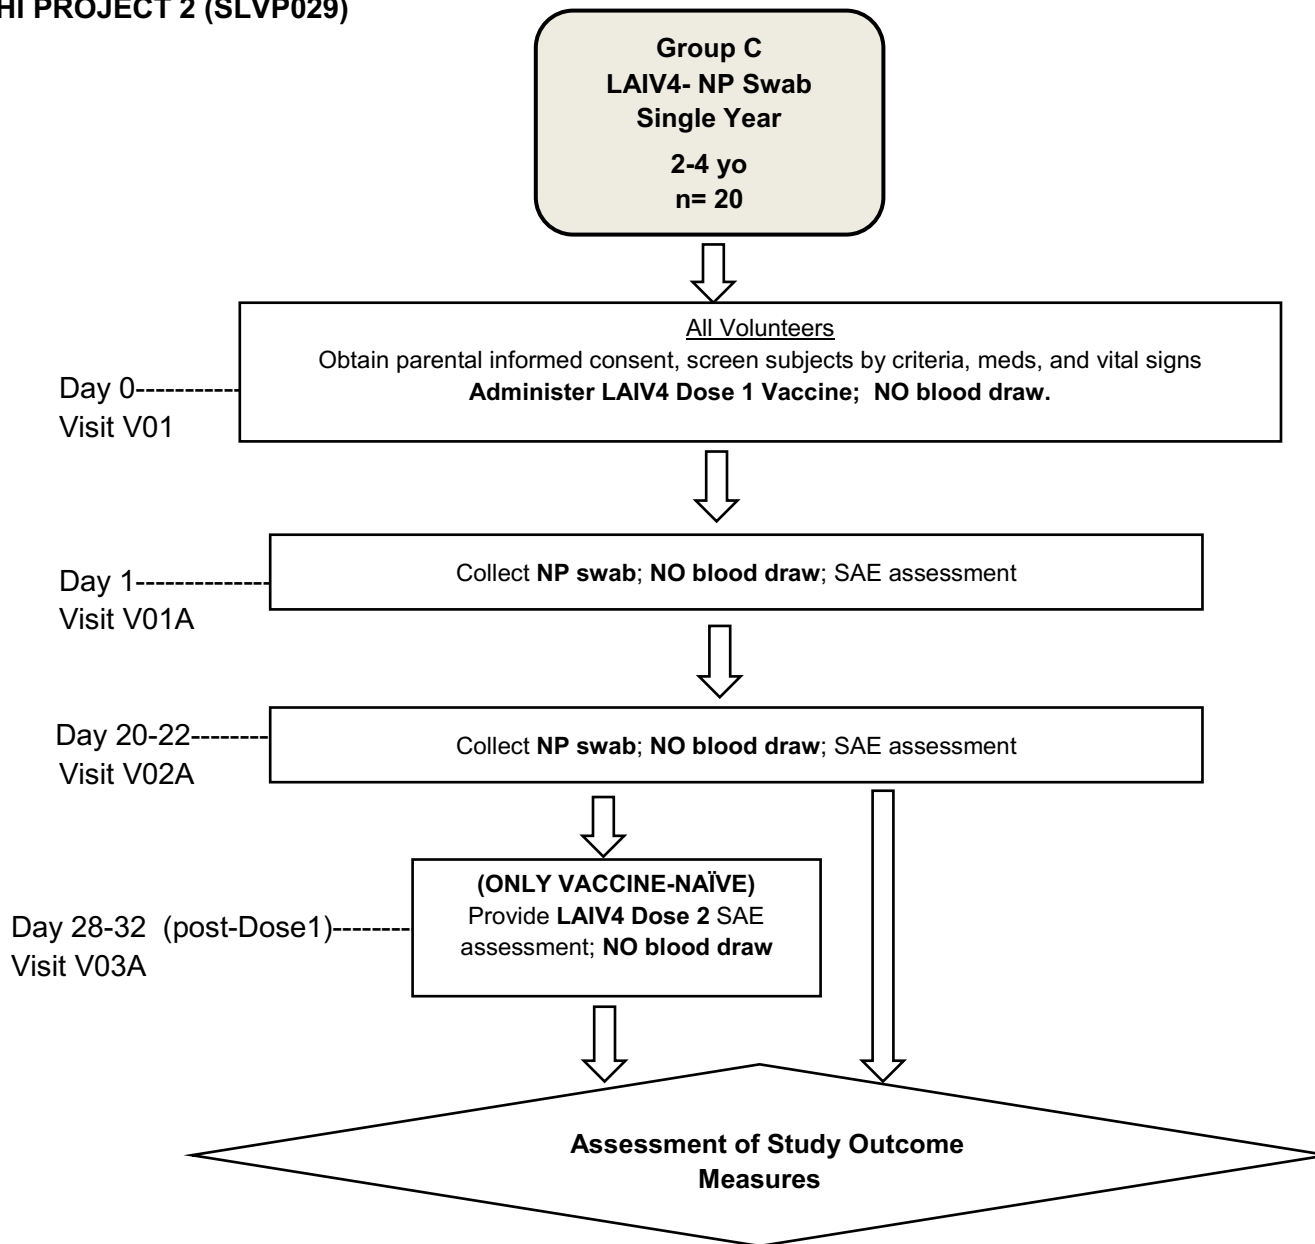 HI PROJECT 2 (SLVP029)
Group C
LAIV4- NP Swab
Single Year
2-4 yo
n= 20
All Volunteers
Obtain parental informed consent, screen subjects by criteria, meds, and vital signs
Administer LAIV4 Dose 1 Vaccine;  NO blood draw.
Day 0-----------
Visit V01
Collect NP swab; NO blood draw; SAE assessment
Day 1--------------
Visit V01A
Day 20-22--------
Visit V02A
Collect NP swab; NO blood draw; SAE assessment
(ONLY VACCINE-NAÏVE)
Provide LAIV4 Dose 2 SAE
assessment; NO blood draw
Day 28-32  (post-Dose1)--------
Visit V03A
Assessment of Study Outcome
Measures